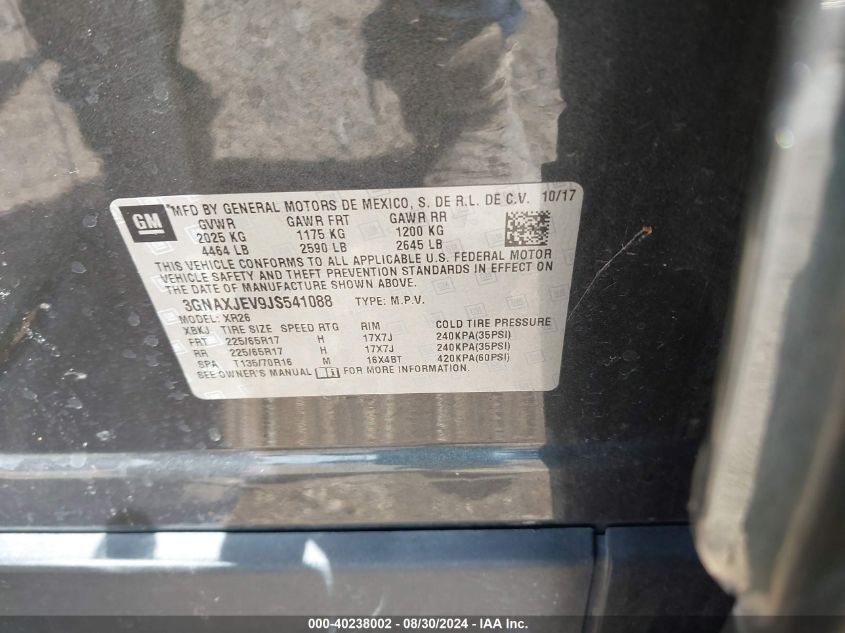 GM
MFD BY GENERAL MOTORS DE MEXICO, S. DE R.L. DE C.V. 10/17
GVWR GAWR FRT GAWR RR
2025 KG 1175 KG 1200 KG
4464 LB 2590 LB 2645 LB
THIS VEHICLE CONFORMS TO ALL APPLICABLE U.S. FEDERAL MOTOR
VEHICLE SAFETY AND THEFT PREVENTION STANDARDS IN EFFECT ON
THE DATE OF MANUFACTURE SHOWN ABOVE.
3GNAXJEV9JS541088 TYPE: M.P.V.
MODEL: XR26
XBKJ TIRE SIZE SPEED RTG RIM COLD TIRE PRESSURE
FRT 225/65R17 H 17X7J 240KPA(35PSI)
RR 225/65R17 H 17X7J 240KPA(35PSI)
SPA T135/70R16 M 16X4BT 420KPA(60PSI)
SEE OWNER'S MANUAL FOR MORE INFORMATION.
000-40238002 - 08/30/2024 - IAA Inc.